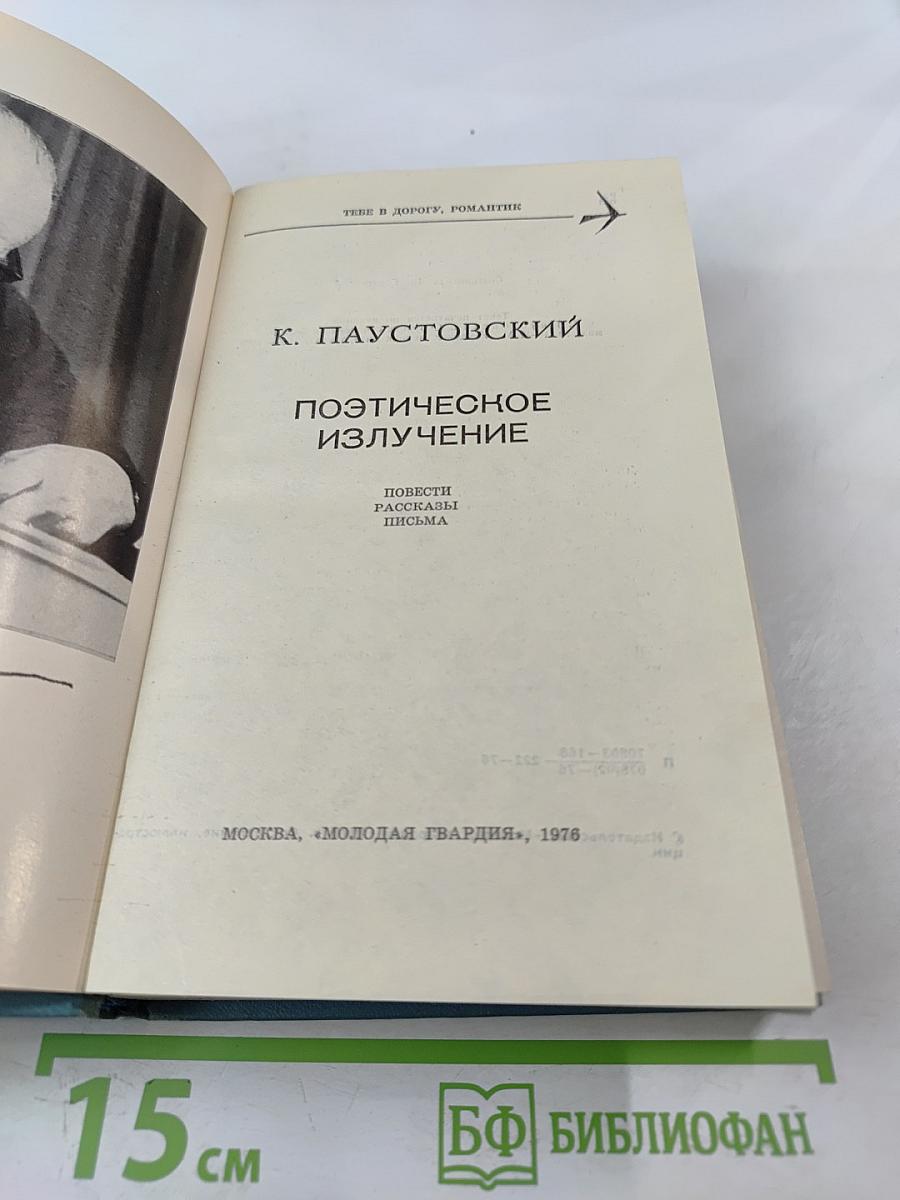 ТЕБЕ В ДОРОГУ, РОМАНТИК
К. ПАУСТОВСКИЙ
ПОЭТИЧЕСКОЕ
ИЗЛУЧЕНИЕ
ПОВЕСТИ
РАССКАЗЫ
ПИСЬМА
МОСКВА, «МОЛОДАЯ ГВАРДИЯ», 1976
15 см
БФ БИБЛИОФАН